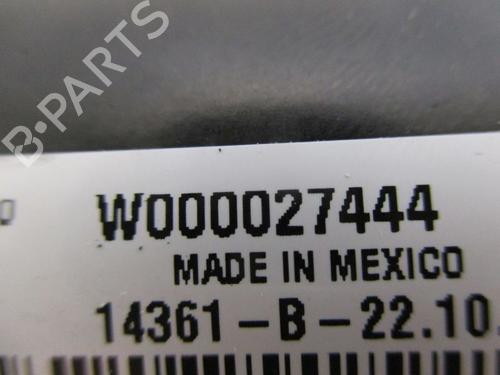 B-PARTS
W000027444
MADE IN MEXICO
14361-B-22.10